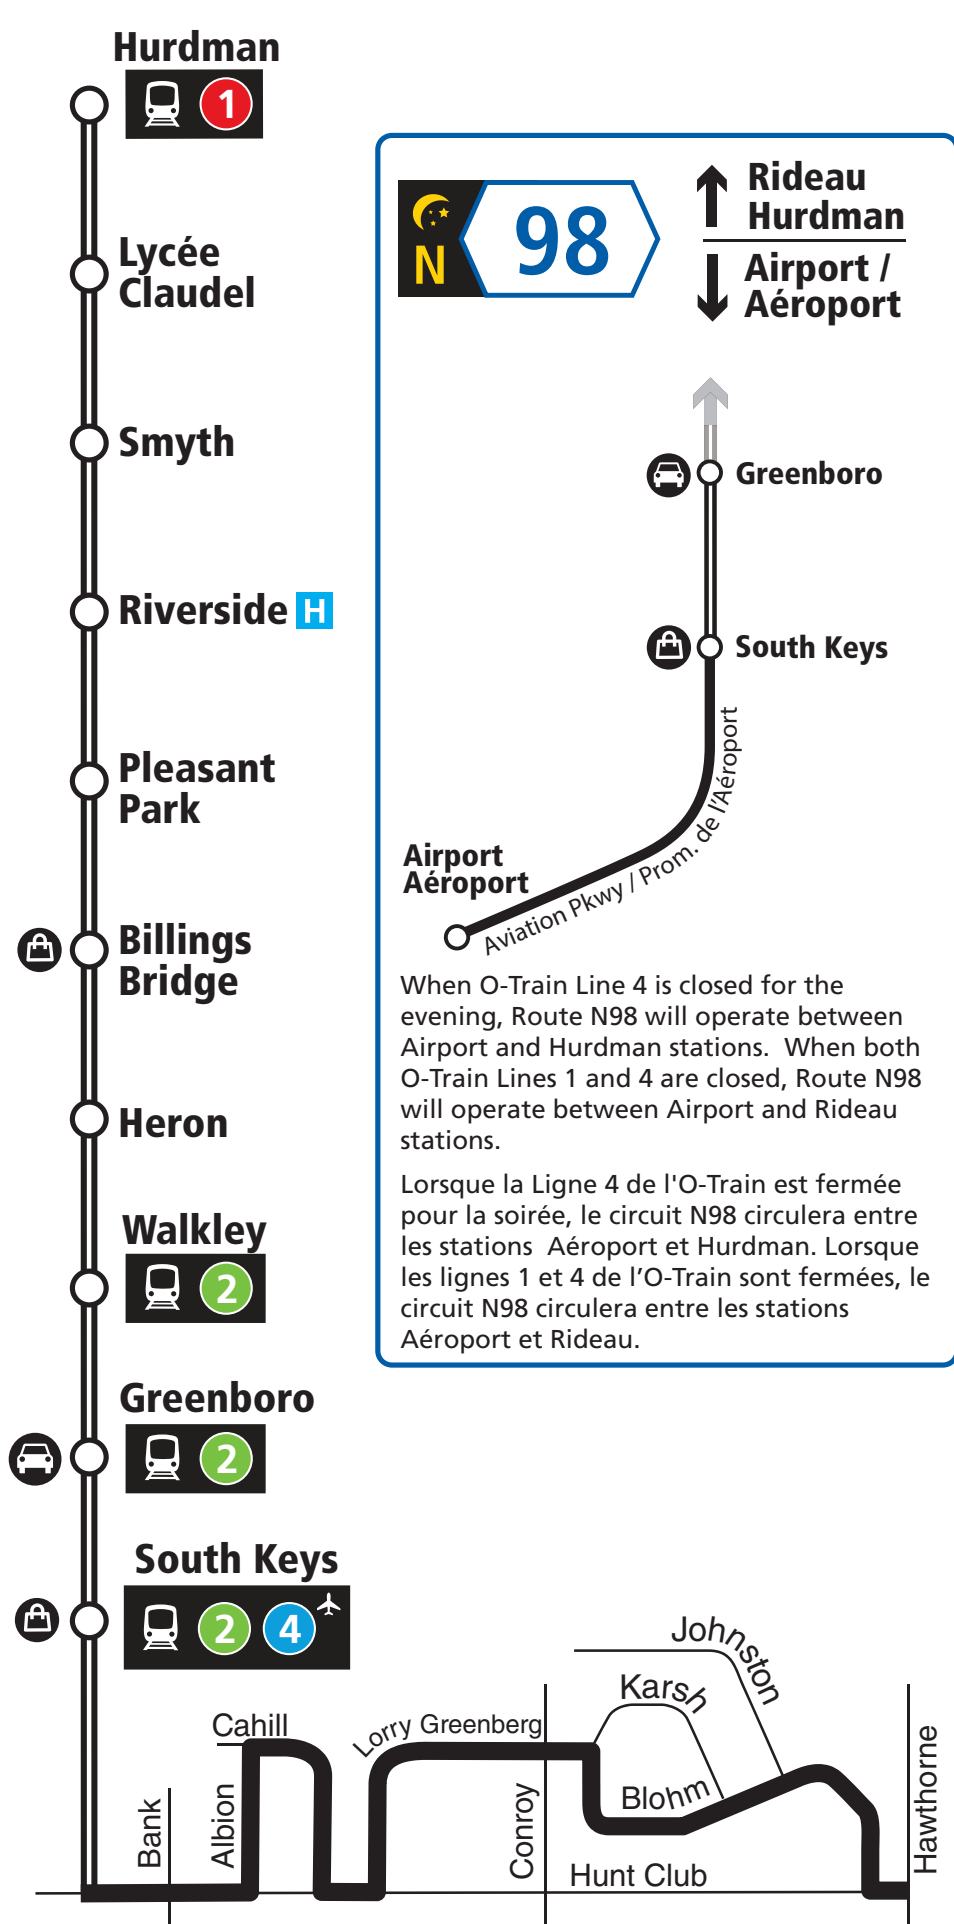 Hurdman
1
Lycée
Claudel
Smyth
Riverside H
Pleasant
Park
Billings
Bridge
Heron
Walkley
2
Greenboro
2
South Keys
2 4
N 98
Rideau
Hurdman
Airport /
Aéroport
Greenboro
South Keys
Aviation Pkwy / Prom. de l'Aéroport
Airport
Aéroport
When O-Train Line 4 is closed for the
evening, Route N98 will operate between
Airport and Hurdman stations.  When both
O-Train Lines 1 and 4 are closed, Route N98
will operate between Airport and Rideau
stations.
Lorsque la Ligne 4 de l'O-Train est fermée
pour la soirée, le circuit N98 circulera entre
les stations  Aéroport et Hurdman. Lorsque
les lignes 1 et 4 de l’O-Train sont fermées, le
circuit N98 circulera entre les stations
Aéroport et Rideau.
Johnston
Karsh
Cahill
Lorry Greenberg
Bank
Albion
Conroy
Blohm
Hawthorne
Hunt Club